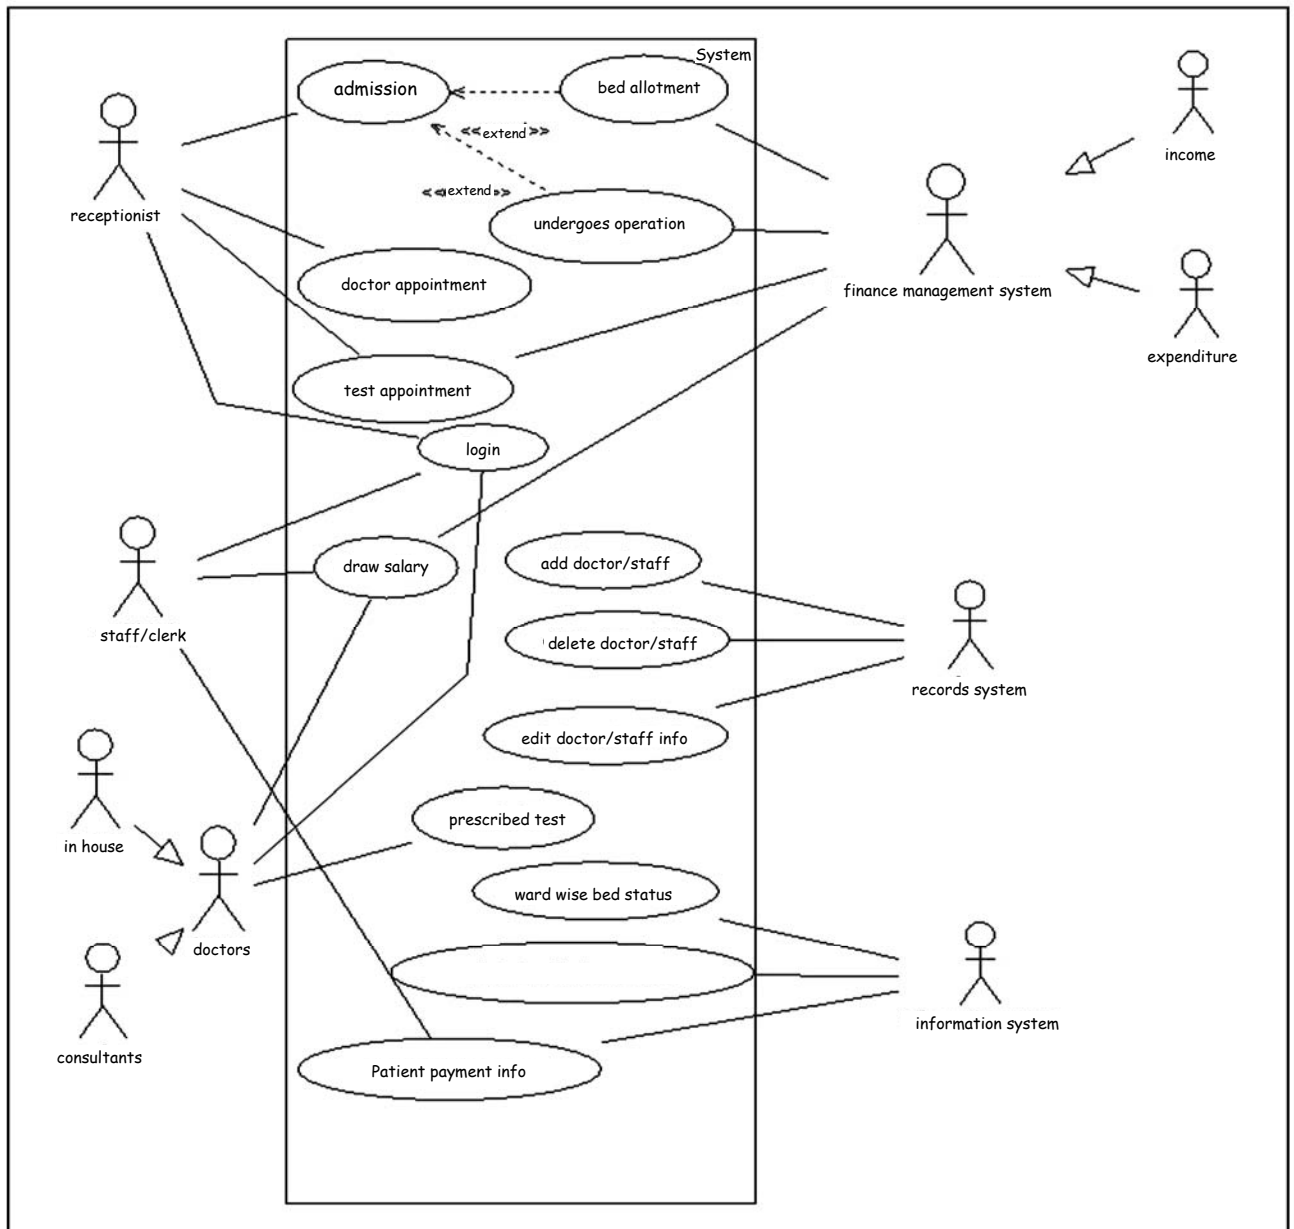 System
admission
bed allotment
<<extend>>
<<extend>>
income
receptionist
undergoes operation
doctor appointment
finance management system
expenditure
test appointment
login
draw salary
add doctor/staff
staff/clerk
delete doctor/staff
records system
edit doctor/staff info
prescribed test
in house
ward wise bed status
doctors
information system
consultants
Patient payment info